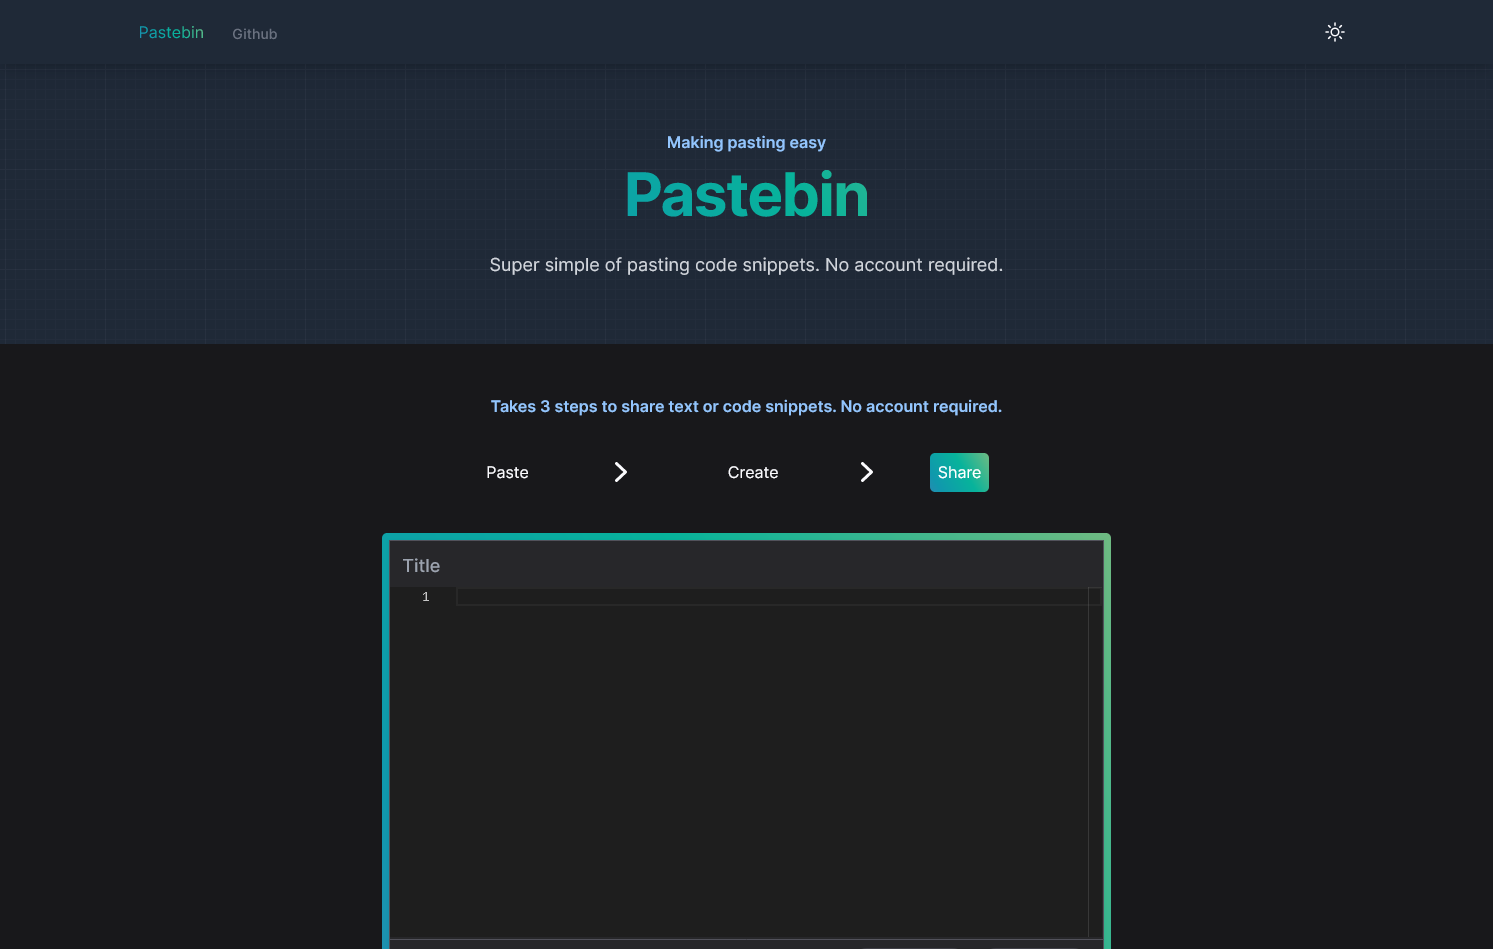 Pastebin Github
Making pasting easy
Pastebin
Super simple of pasting code snippets. No account required.
Takes 3 steps to share text or code snippets. No account required.
Paste Create Share
Title
1